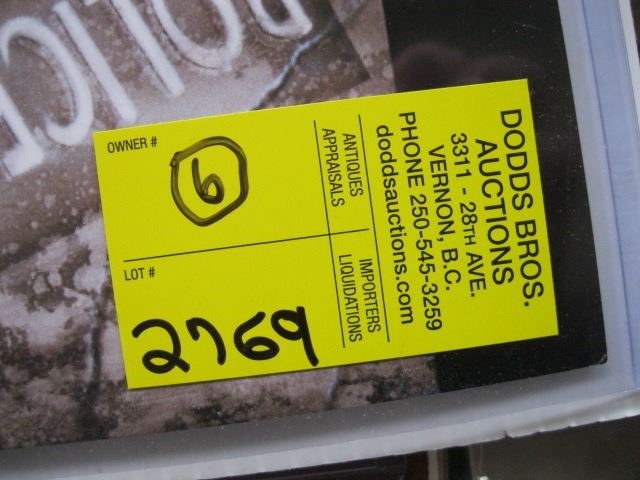 POLICE
DODDS BROS.
AUCTIONS
3311 - 28TH AVE.
VERNON, B.C.
PHONE 250-545-3259
doddsauctions.com
ANTIQUES
APPRAISALS
IMPORTERS
LIQUIDATIONS
OWNER #
6
LOT #
2769